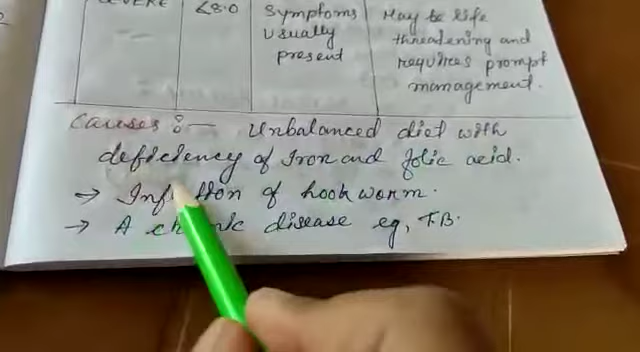 SEVERE <8.0 Symptoms May be life
usually threatening and
present requires prompt
management.
Causes :- Unbalanced diet with
deficiency of Iron and folic acid.
→ Infection of hookworm.
→ A chronic disease eg, T.B.